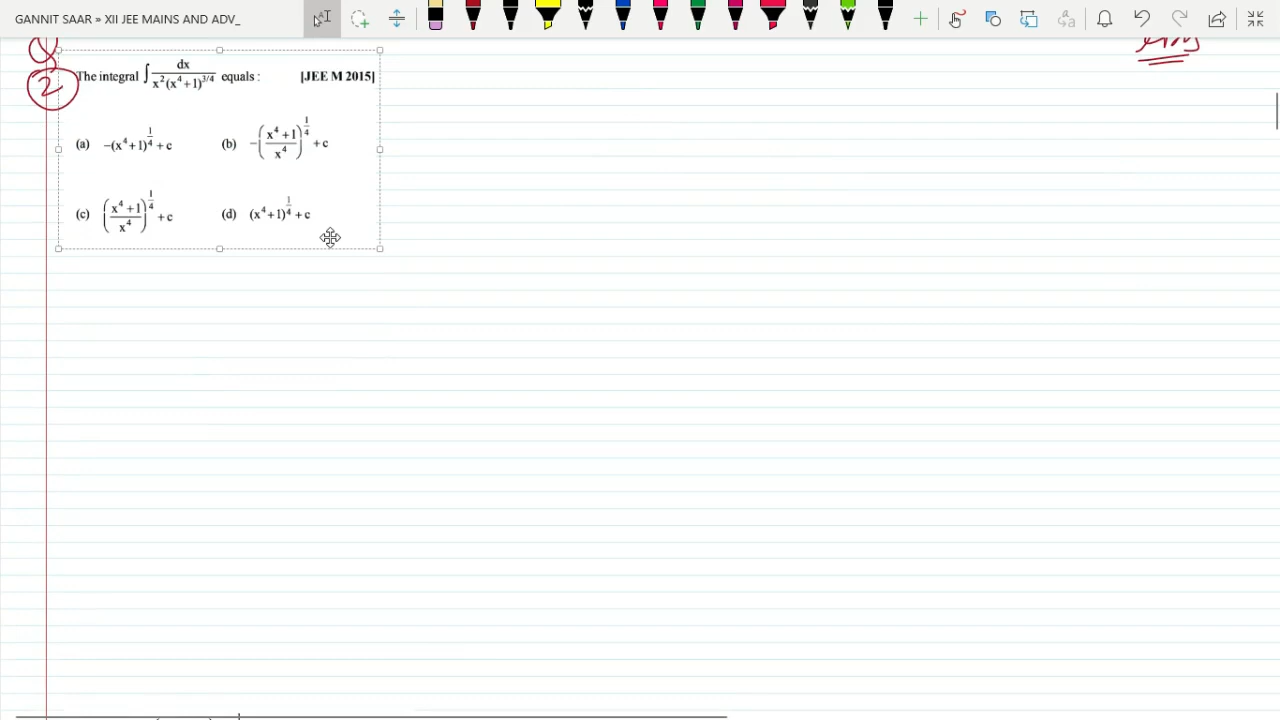 GANNIT SAAR » XII JEE MAINS AND ADV_
Q
2
The integral ∫ dx / x²(x⁴+1)^{3/4} equals : [JEE M 2015]
(a) −(x⁴+1)^{1/4} + c (b) −((x⁴+1)/x⁴)^{1/4} + c
(c) ((x⁴+1)/x⁴)^{1/4} + c (d) (x⁴+1)^{1/4} + c